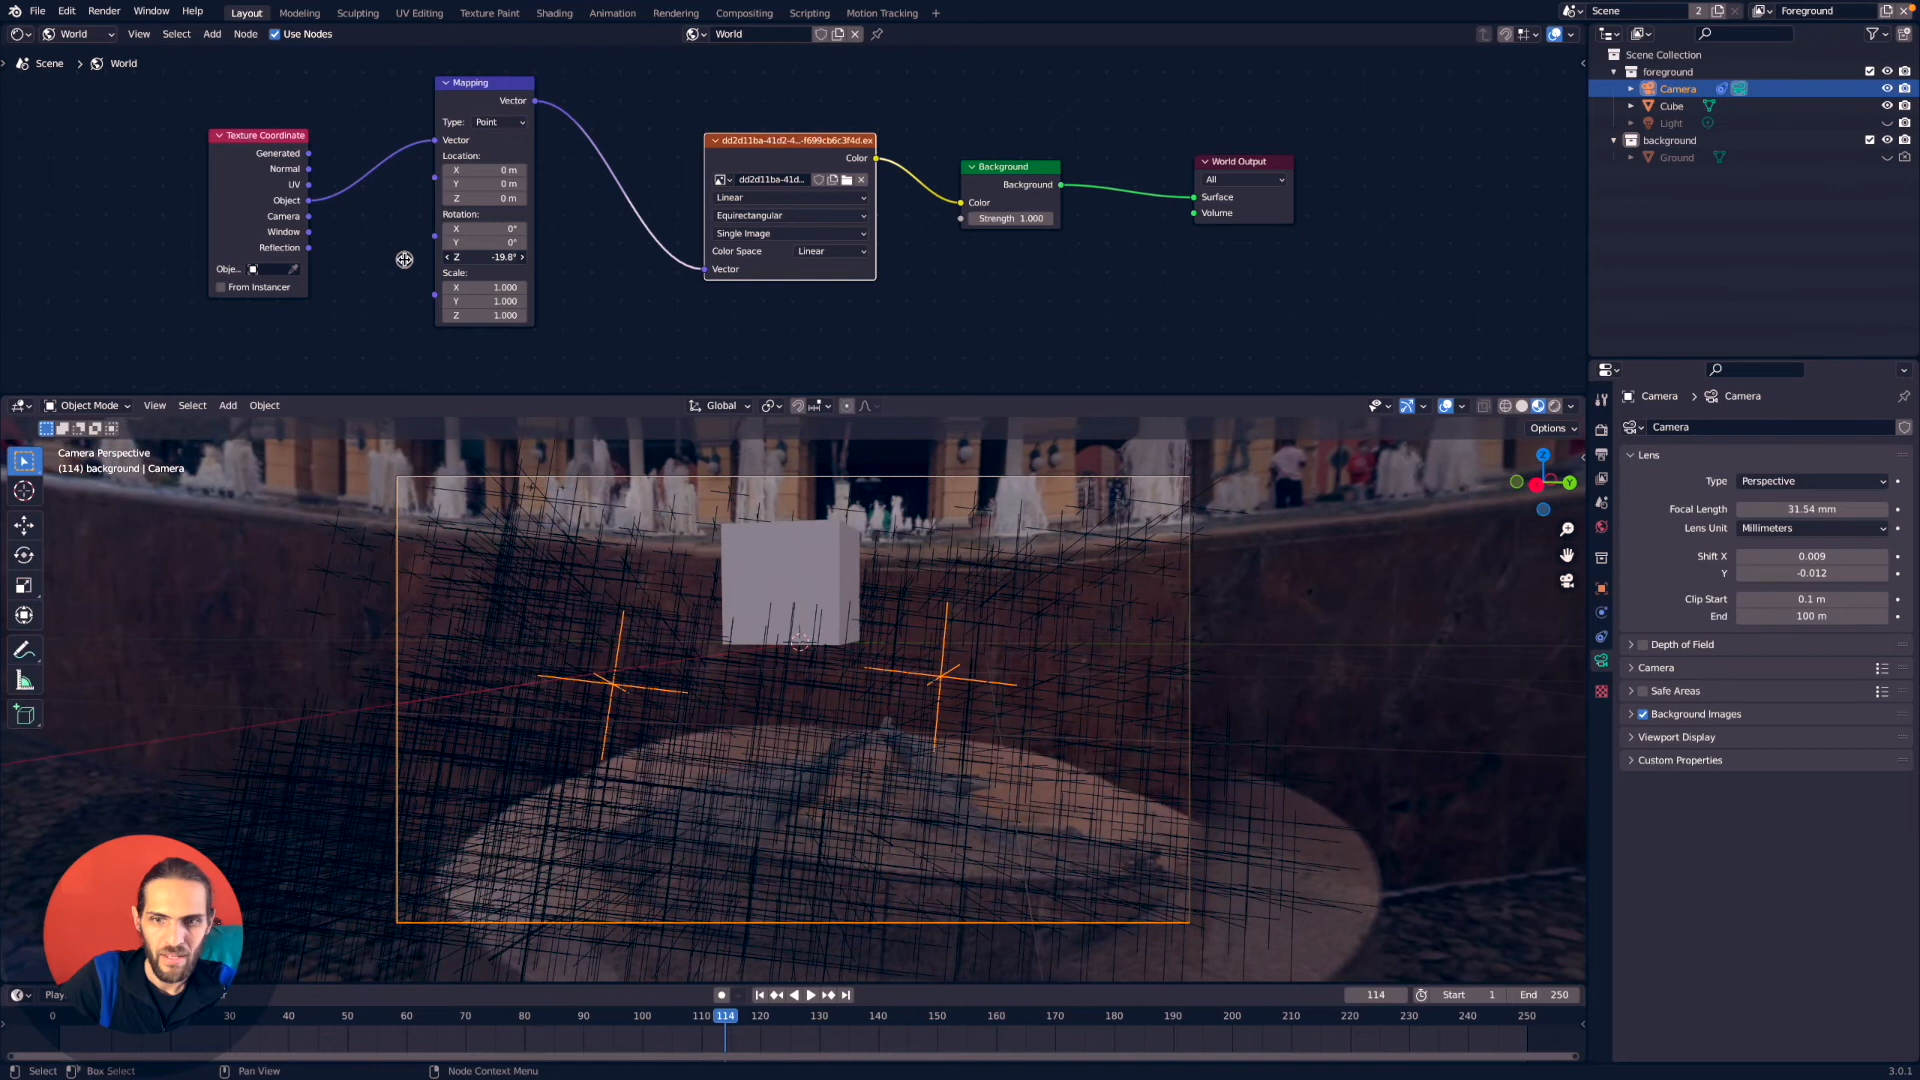 File Edit Render Window Help Layout Modeling Sculpting UV Editing Texture Paint Shading Animation Rendering Compositing Scripting Motion Tracking + Scene 2 Foreground
World View Select Add Node Use Nodes World
Scene > World
Scene Collection
foreground
Camera
Cube
Light
background
Ground
Texture Coordinate
Generated
Normal
UV
Object
Camera
Window
Reflection
Obje...
From Instancer
Mapping
Vector
Type: Point
Vector
Location:
X 0 m
Y 0 m
Z 0 m
Rotation:
X 0°
Y 0°
Z -19.8°
Scale:
X 1.000
Y 1.000
Z 1.000
dd2d11ba-41d2-4...-f699cb6c3f4d.ex
Color
dd2d11ba-41d...
Linear
Equirectangular
Single Image
Color Space Linear
Vector
Background
Background
Color
Strength 1.000
World Output
All
Surface
Volume
Object Mode View Select Add Object Global
Options
Camera Perspective
(114) background | Camera
Z
Y
Camera > Camera
Camera
Lens
Type Perspective
Focal Length 31.54 mm
Lens Unit Millimeters
Shift X 0.009
Y -0.012
Clip Start 0.1 m
End 100 m
Depth of Field
Camera
Safe Areas
Background Images
Viewport Display
Custom Properties
114 Start 1 End 250
0 30 40 50 60 70 80 90 100 110 114 120 130 140 150 160 170 180 190 200 210 220 230 240 250
Select Box Select Pan View Node Context Menu 3.0.1